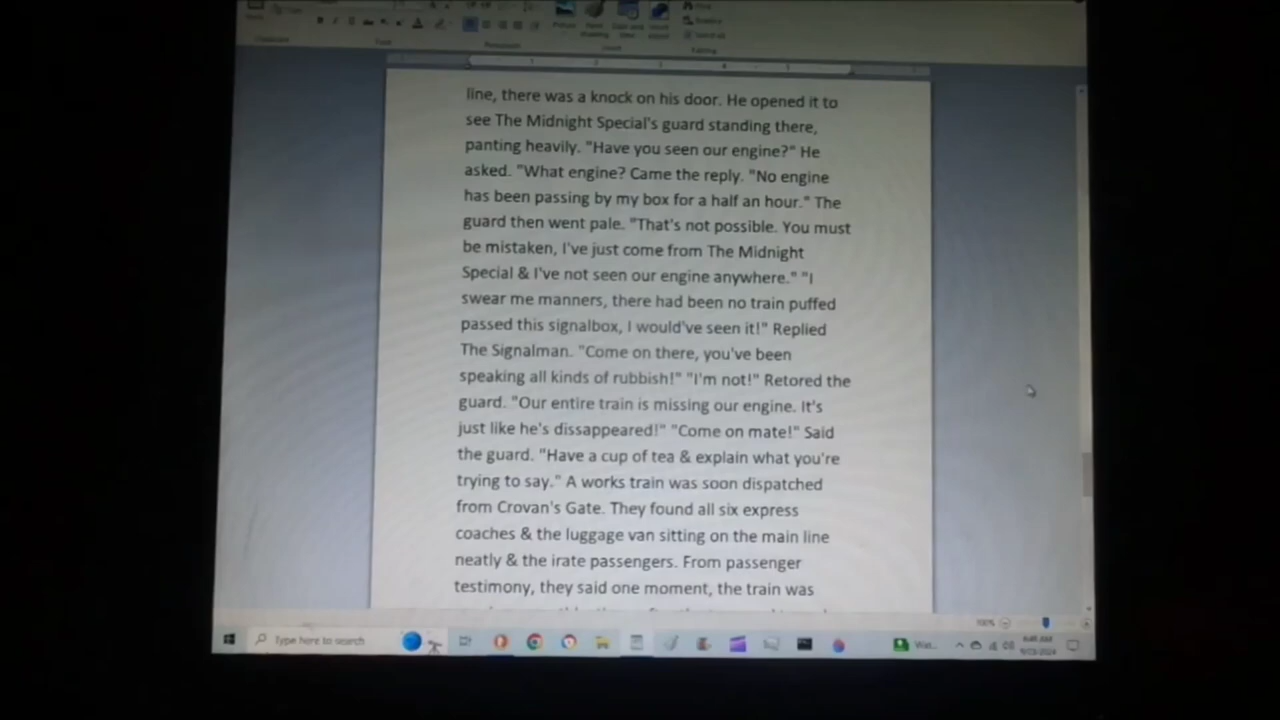 line, there was a knock on his door. He opened it to
see The Midnight Special's guard standing there,
panting heavily. "Have you seen our engine?" He
asked. "What engine? Came the reply. "No engine
has been passing by my box for a half an hour." The
guard then went pale. "That's not possible. You must
be mistaken, I've just come from The Midnight
Special & I've not seen our engine anywhere." "I
swear me manners, there had been no train puffed
passed this signalbox, I would've seen it!" Replied
The Signalman. "Come on there, you've been
speaking all kinds of rubbish!" "I'm not!" Retored the
guard. "Our entire train is missing our engine. It's
just like he's dissappeared!" "Come on mate!" Said
the guard. "Have a cup of tea & explain what you're
trying to say." A works train was soon dispatched
from Crovan's Gate. They found all six express
coaches & the luggage van sitting on the main line
neatly & the irate passengers. From passenger
testimony, they said one moment, the train was
100%
Type here to search
Win...